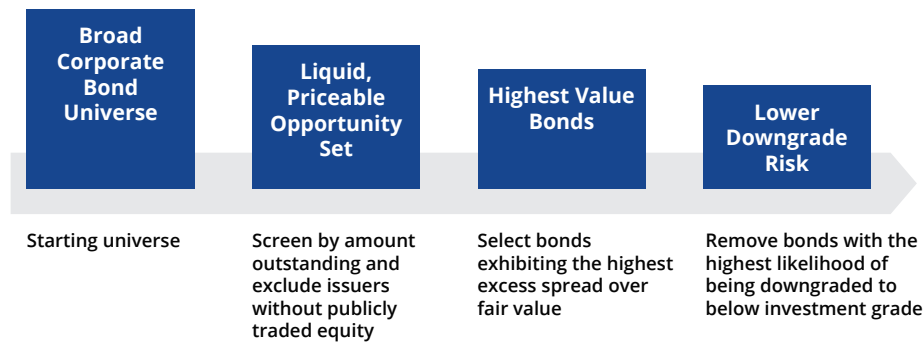 Broad
Corporate
Bond
Universe
Liquid,
Priceable
Opportunity
Set
Highest Value
Bonds
Lower
Downgrade
Risk
Starting universe
Screen by amount
outstanding and
exclude issuers
without publicly
traded equity
Select bonds
exhibiting the highest
excess spread over
fair value
Remove bonds with the
highest likelihood of
being downgraded to
below investment grade